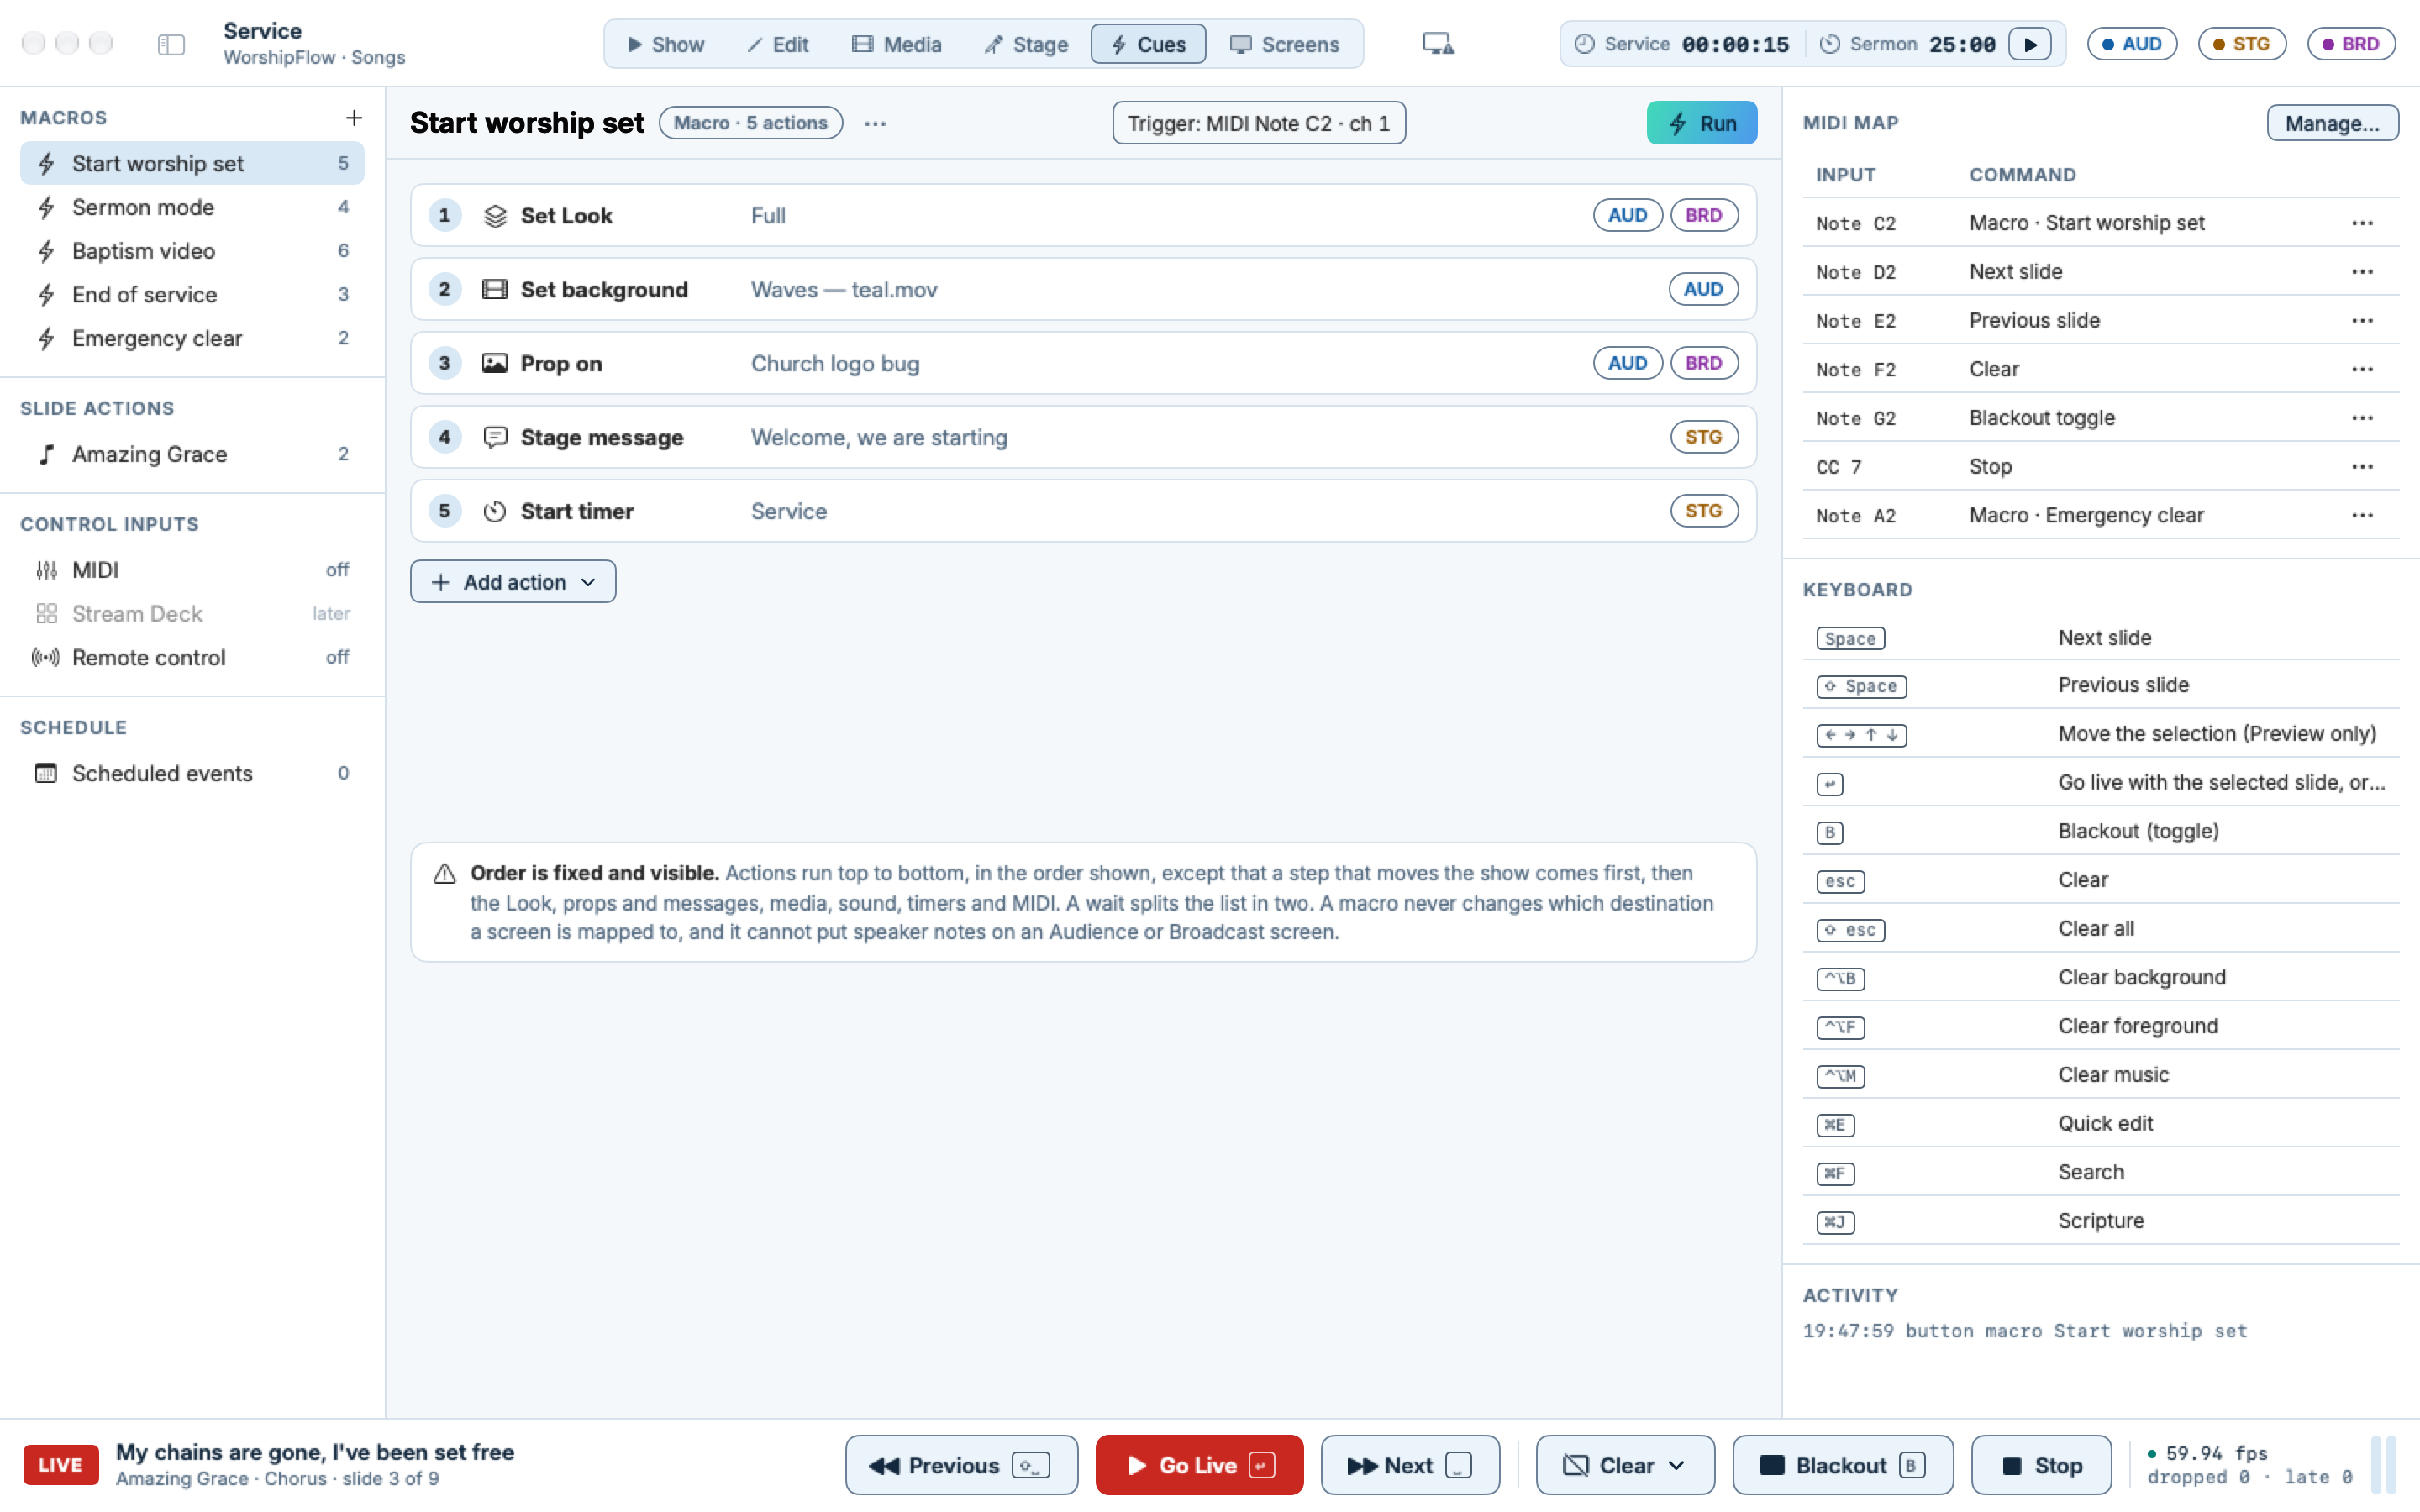 Service
WorshipFlow · Songs
Show
Edit
Media
Stage
Cues
Screens
Service 00:00:15
Sermon 25:00
AUD
STG
BRD
MACROS
Start worship set 5
Sermon mode 4
Baptism video 6
End of service 3
Emergency clear 2
SLIDE ACTIONS
Amazing Grace 2
CONTROL INPUTS
MIDI off
Stream Deck later
Remote control off
SCHEDULE
Scheduled events 0
Start worship set
Macro · 5 actions
Trigger: MIDI Note C2 · ch 1
Run
1 Set Look Full AUD BRD
2 Set background Waves — teal.mov AUD
3 Prop on Church logo bug AUD BRD
4 Stage message Welcome, we are starting STG
5 Start timer Service STG
Add action
Order is fixed and visible. Actions run top to bottom, in the order shown, except that a step that moves the show comes first, then
the Look, props and messages, media, sound, timers and MIDI. A wait splits the list in two. A macro never changes which destination
a screen is mapped to, and it cannot put speaker notes on an Audience or Broadcast screen.
MIDI MAP
Manage...
INPUT COMMAND
Note C2 Macro · Start worship set
Note D2 Next slide
Note E2 Previous slide
Note F2 Clear
Note G2 Blackout toggle
CC 7 Stop
Note A2 Macro · Emergency clear
KEYBOARD
Space Next slide
⇧ Space Previous slide
← → ↑ ↓ Move the selection (Preview only)
↩ Go live with the selected slide, or...
B Blackout (toggle)
esc Clear
⇧ esc Clear all
^⌥B Clear background
^⌥F Clear foreground
^⌥M Clear music
⌘E Quick edit
⌘F Search
⌘J Scripture
ACTIVITY
19:47:59 button macro Start worship set
LIVE
My chains are gone, I've been set free
Amazing Grace · Chorus · slide 3 of 9
Previous ⇧␣
Go Live ↩
Next ␣
Clear
Blackout B
Stop
59.94 fps
dropped 0 · late 0